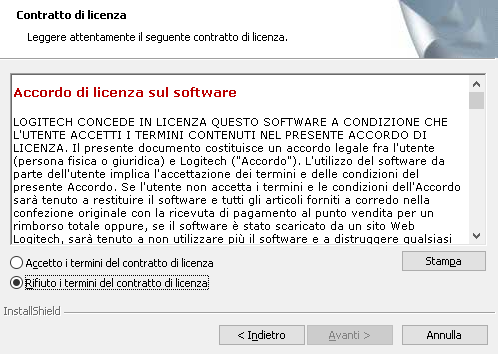 Contratto di licenza
Leggere attentamente il seguente contratto di licenza.
Accordo di licenza sul software
LOGITECH CONCEDE IN LICENZA QUESTO SOFTWARE A CONDIZIONE CHE
L'UTENTE ACCETTI I TERMINI CONTENUTI NEL PRESENTE ACCORDO DI
LICENZA. Il presente documento costituisce un accordo legale fra l'utente
(persona fisica o giuridica) e Logitech ("Accordo"). L'utilizzo del software da
parte dell'utente implica l'accettazione dei termini e delle condizioni del
presente Accordo. Se l'utente non accetta i termini e le condizioni dell'Accordo
sarà tenuto a restituire il software e tutti gli articoli forniti a corredo nella
confezione originale con la ricevuta di pagamento al punto vendita per un
rimborso totale oppure, se il software è stato scaricato da un sito Web
Logitech, sarà tenuto a non utilizzare più il software e a distruggere qualsiasi
Accetto i termini del contratto di licenza
Stampa
Rifiuto i termini del contratto di licenza
InstallShield
< Indietro
Avanti >
Annulla